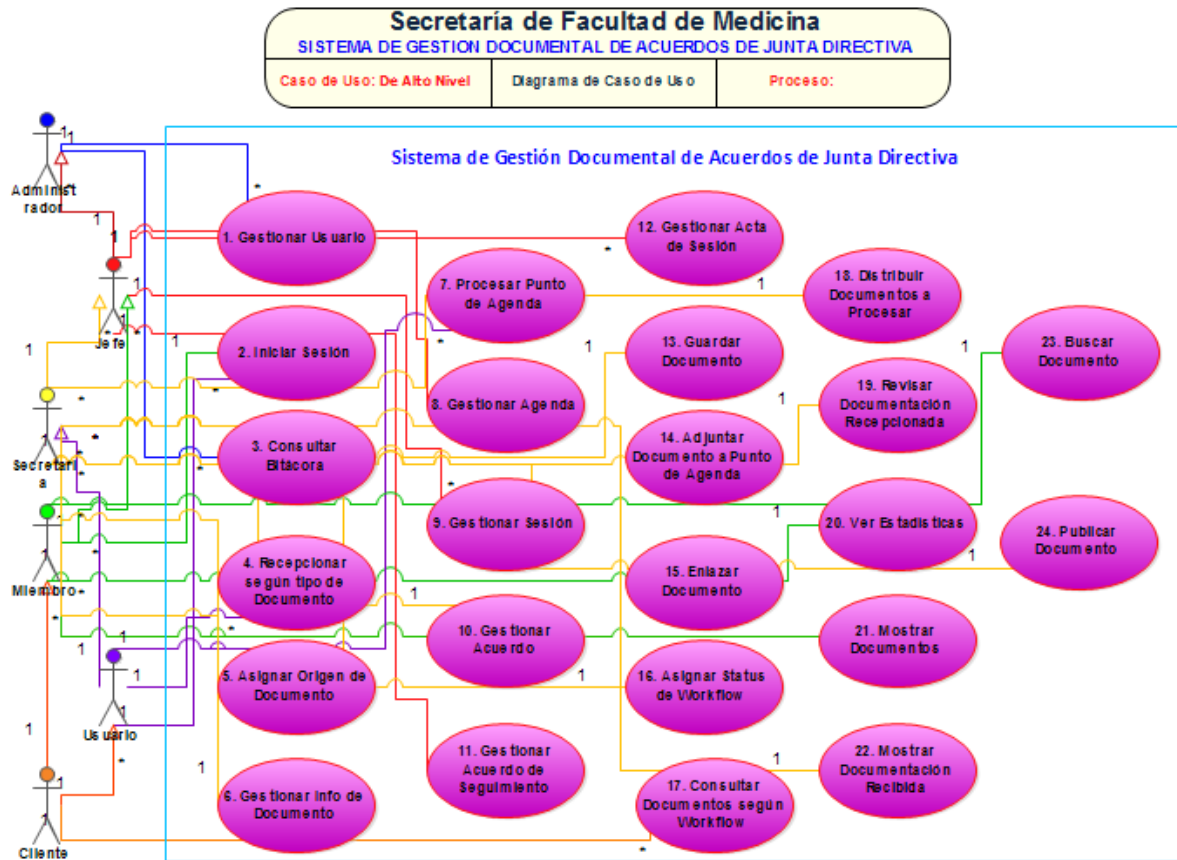 Secretaría de Facultad de Medicina
SISTEMA DE GESTION DOCUMENTAL DE ACUERDOS DE JUNTA DIRECTIVA
Caso de Uso: De Alto Nivel
Diagrama de Caso de Uso
Proceso:
Sistema de Gestión Documental de Acuerdos de Junta Directiva
Administ
rador
Jefe
Secretari
a
Miembro
Usuario
Cliente
1. Gestionar Usuario
2. Iniciar Sesión
3. Consultar
Bitácora
4. Recepcionar
según tipo de
Documento
5. Asignar Origen de
Documento
6. Gestionar Info de
Documento
7. Procesar Punto
de Agenda
8. Gestionar Agenda
9. Gestionar Sesión
10. Gestionar
Acuerdo
11. Gestionar
Acuerdo de
Seguimiento
12. Gestionar Acta
de Sesión
13. Guardar
Documento
14. Adjuntar
Documento a Punto
de Agenda
15. Enlazar
Documento
16. Asignar Status
de Workflow
17. Consultar
Documentos según
Workflow
18. Distribuir
Documentos a
Procesar
19. Revisar
Documentación
Recepcionada
20. Ver Estadísticas
21. Mostrar
Documentos
22. Mostrar
Documentación
Recibida
23. Buscar
Documento
24. Publicar
Documento